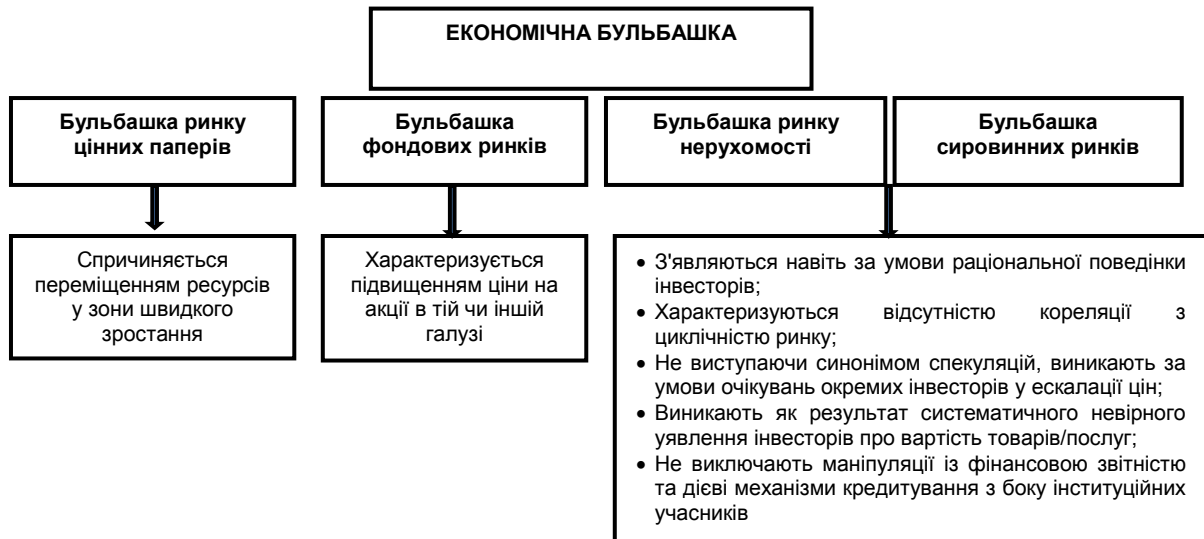 ЕКОНОМІЧНА БУЛЬБАШКА
Бульбашка ринку
цінних паперів
Бульбашка
фондових ринків
Бульбашка ринку
нерухомості
Бульбашка
сировинних ринків
Спричиняється
переміщенням ресурсів
у зони швидкого
зростання
Характеризується
підвищенням ціни на
акції в тій чи іншій
галузі
• З'являються навіть за умови раціональної поведінки
інвесторів;
• Характеризуються відсутністю кореляції з
циклічністю ринку;
• Не виступаючи синонімом спекуляцій, виникають за
умови очікувань окремих інвесторів у ескалації цін;
• Виникають як результат систематичного невірного
уявлення інвесторів про вартість товарів/послуг;
• Не виключають маніпуляції із фінансовою звітністю
та дієві механізми кредитування з боку інституційних
учасників